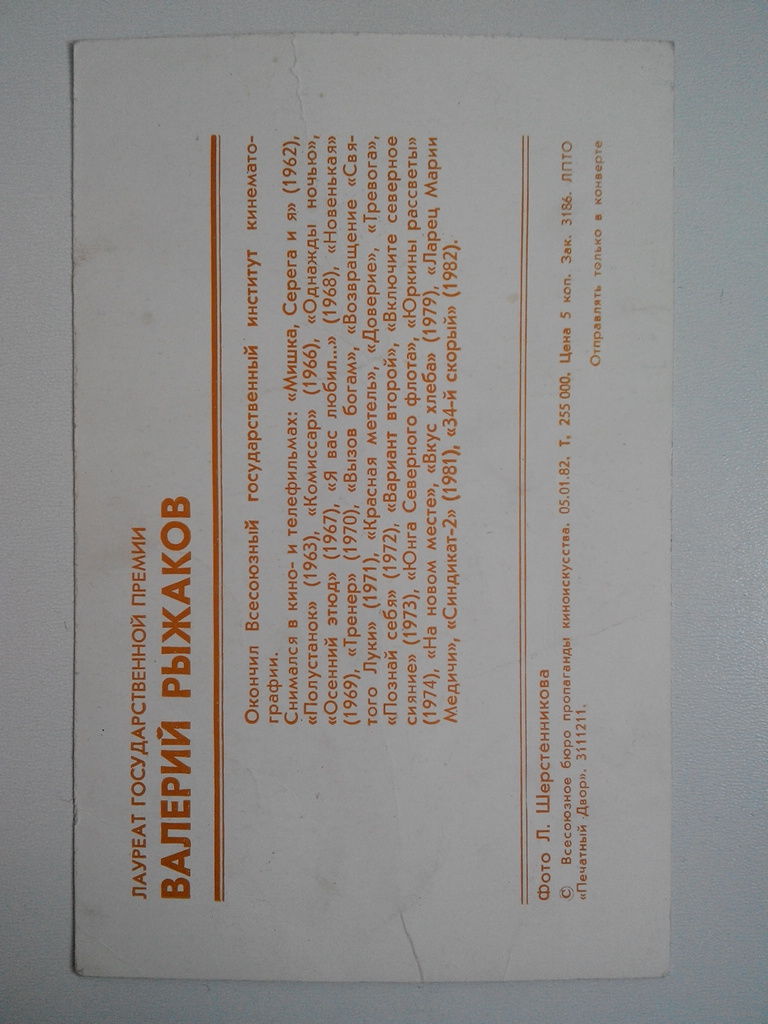 ЛАУРЕАТ ГОСУДАРСТВЕННОЙ ПРЕМИИ
ВАЛЕРИЙ РЫЖАКОВ
Окончил Всесоюзный государственный институт кинемато-
графии.
Снимался в кино- и телефильмах: «Мишка, Серега и я» (1962),
«Полустанок» (1963), «Комиссар» (1966), «Однажды ночью»,
«Осенний этюд» (1967), «Я вас любил...» (1968), «Новенькая»
(1969), «Тренер» (1970), «Вызов богам», «Возвращение «Свя-
того Луки» (1971), «Красная метель», «Доверие», «Тревога»,
«Познай себя» (1972), «Вариант второй», «Включите северное
сияние» (1973), «Юнга Северного флота», «Юркины рассветы»
(1974), «На новом месте», «Вкус хлеба» (1979), «Ларец Марии
Медичи», «Синдикат-2» (1981), «34-й скорый» (1982).
Фото Л. Шерстенникова
© Всесоюзное бюро пропаганды киноискусства. 05.01.82. Т. 255 000. Цена 5 коп. Зак. 3186. ЛПТО
«Печатный Двор». 3111211.
Отправлять только в конверте